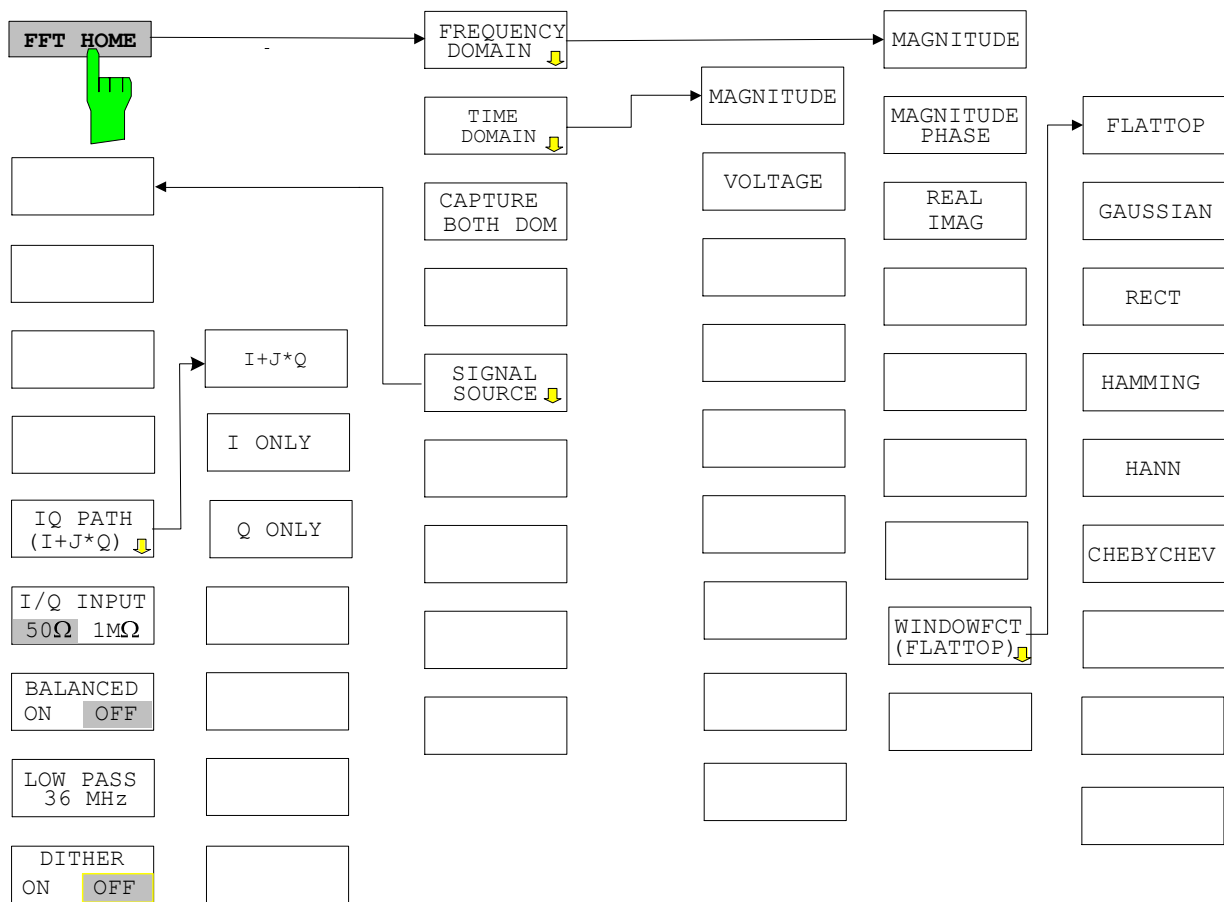 FFT HOME
-
FREQUENCY
DOMAIN
TIME
DOMAIN
CAPTURE
BOTH DOM
SIGNAL
SOURCE
MAGNITUDE
VOLTAGE
MAGNITUDE
MAGNITUDE
PHASE
REAL
IMAG
WINDOWFCT
(FLATTOP)
FLATTOP
GAUSSIAN
RECT
HAMMING
HANN
CHEBYCHEV
IQ PATH
(I+J*Q)
I/Q INPUT
50Ω 1MΩ
BALANCED
ON OFF
LOW PASS
36 MHz
DITHER
ON OFF
I+J*Q
I ONLY
Q ONLY